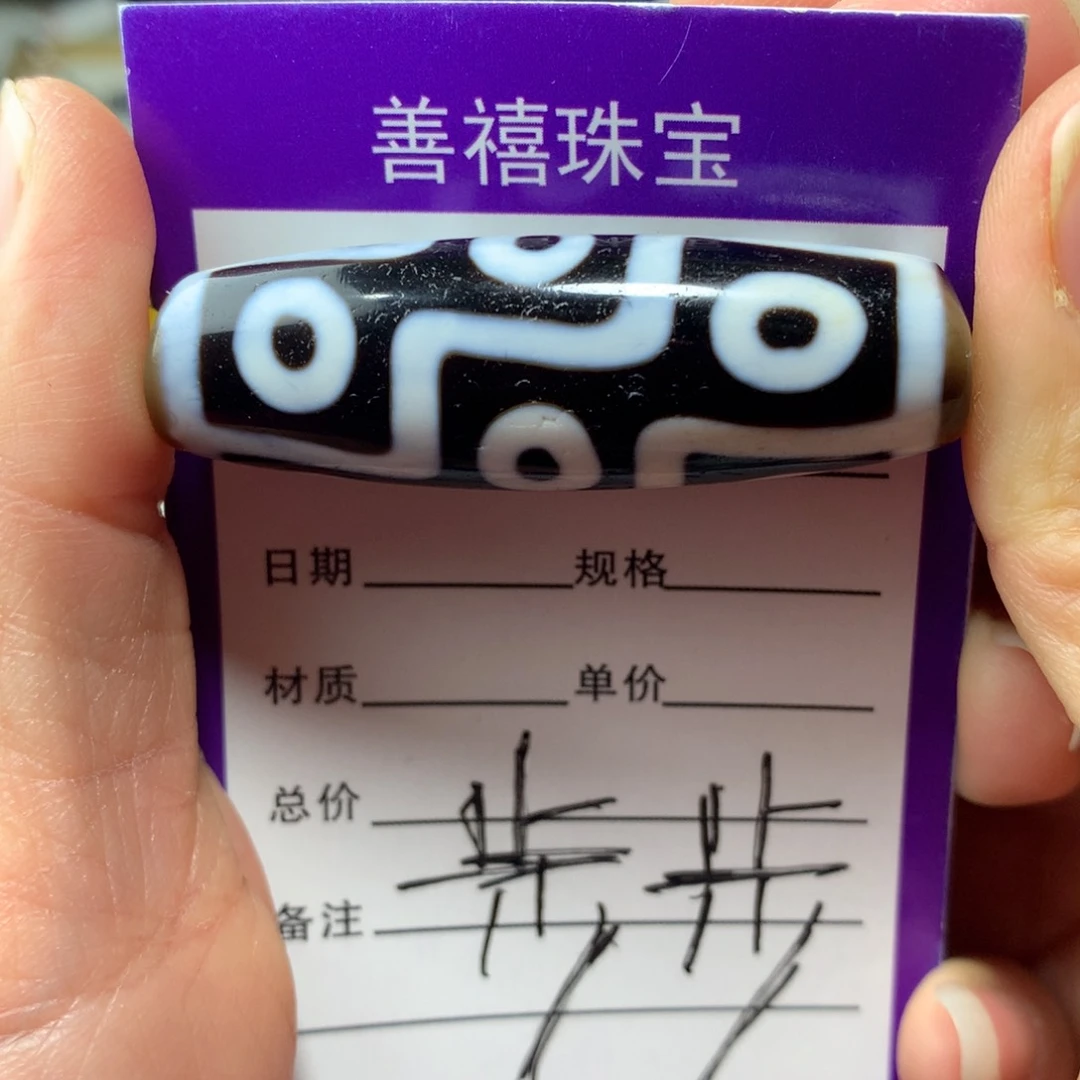 善禧珠宝
日期 规格
材质 单价
总价
备注